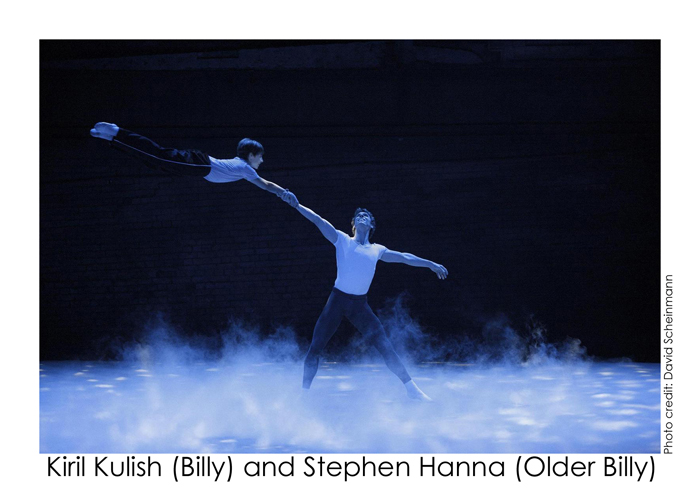 Kiril Kulish (Billy) and Stephen Hanna (Older Billy)
Photo credit: David Scheinmann